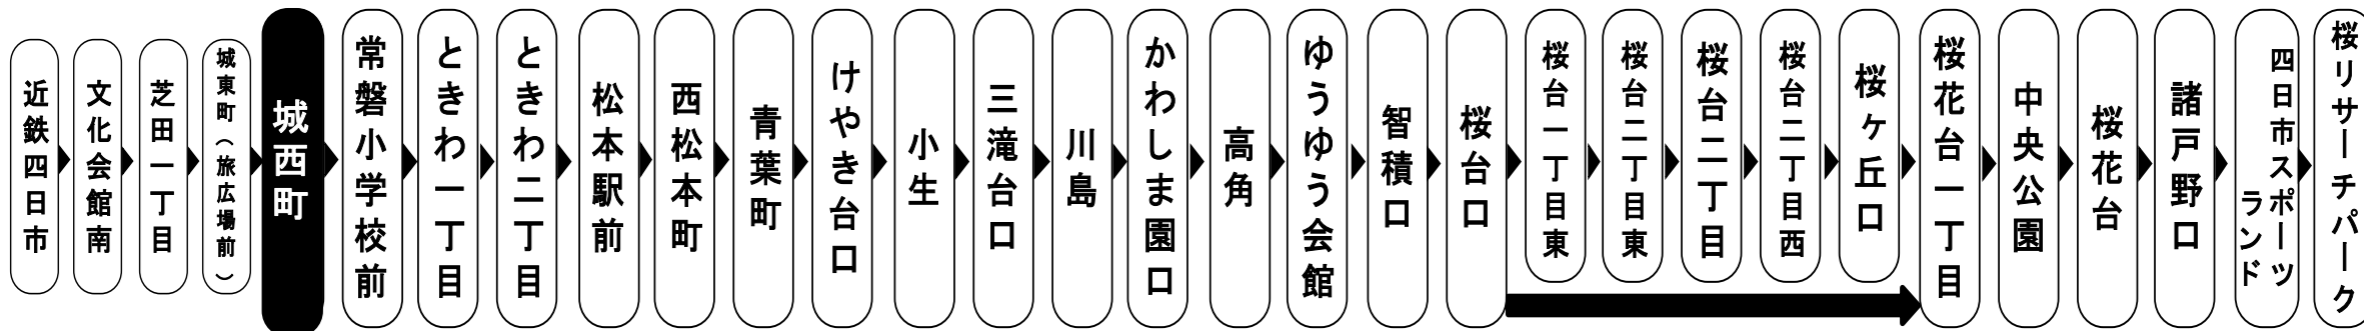 近鉄四日市
文化会館南
芝田一丁目
城東町（旅広場前）
城西町
常磐小学校前
ときわ一丁目
ときわ二丁目
松本駅前
西松本町
青葉町
けやき台口
小生
三滝台口
川島
かわしま園口
高角
ゆうゆう会館
智積口
桜台口
桜台一丁目東
桜台二丁目東
桜台二丁目
桜台二丁目西
桜ヶ丘口
桜花台一丁目
中央公園
桜花台
諸戸野口
四日市スポーツ
ランド
桜リサーチパーク